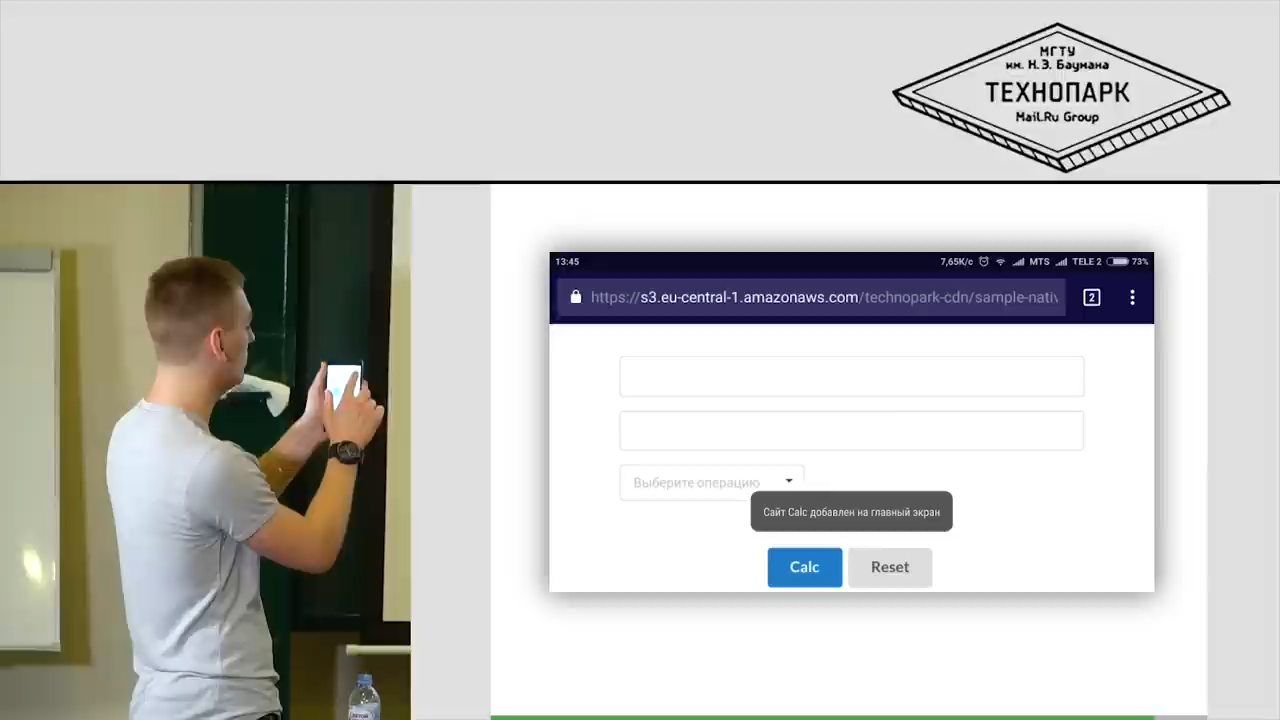 МГТУ
им. Н.Э. Баумана
ТЕХНОПАРК
Mail.Ru Group
13:45
7,65K/c MTS TELE 2 73%
https://s3.eu-central-1.amazonaws.com/technopark-cdn/sample-nativ
2
Выберите операцию
Сайт Calc добавлен на главный экран
Calc
Reset